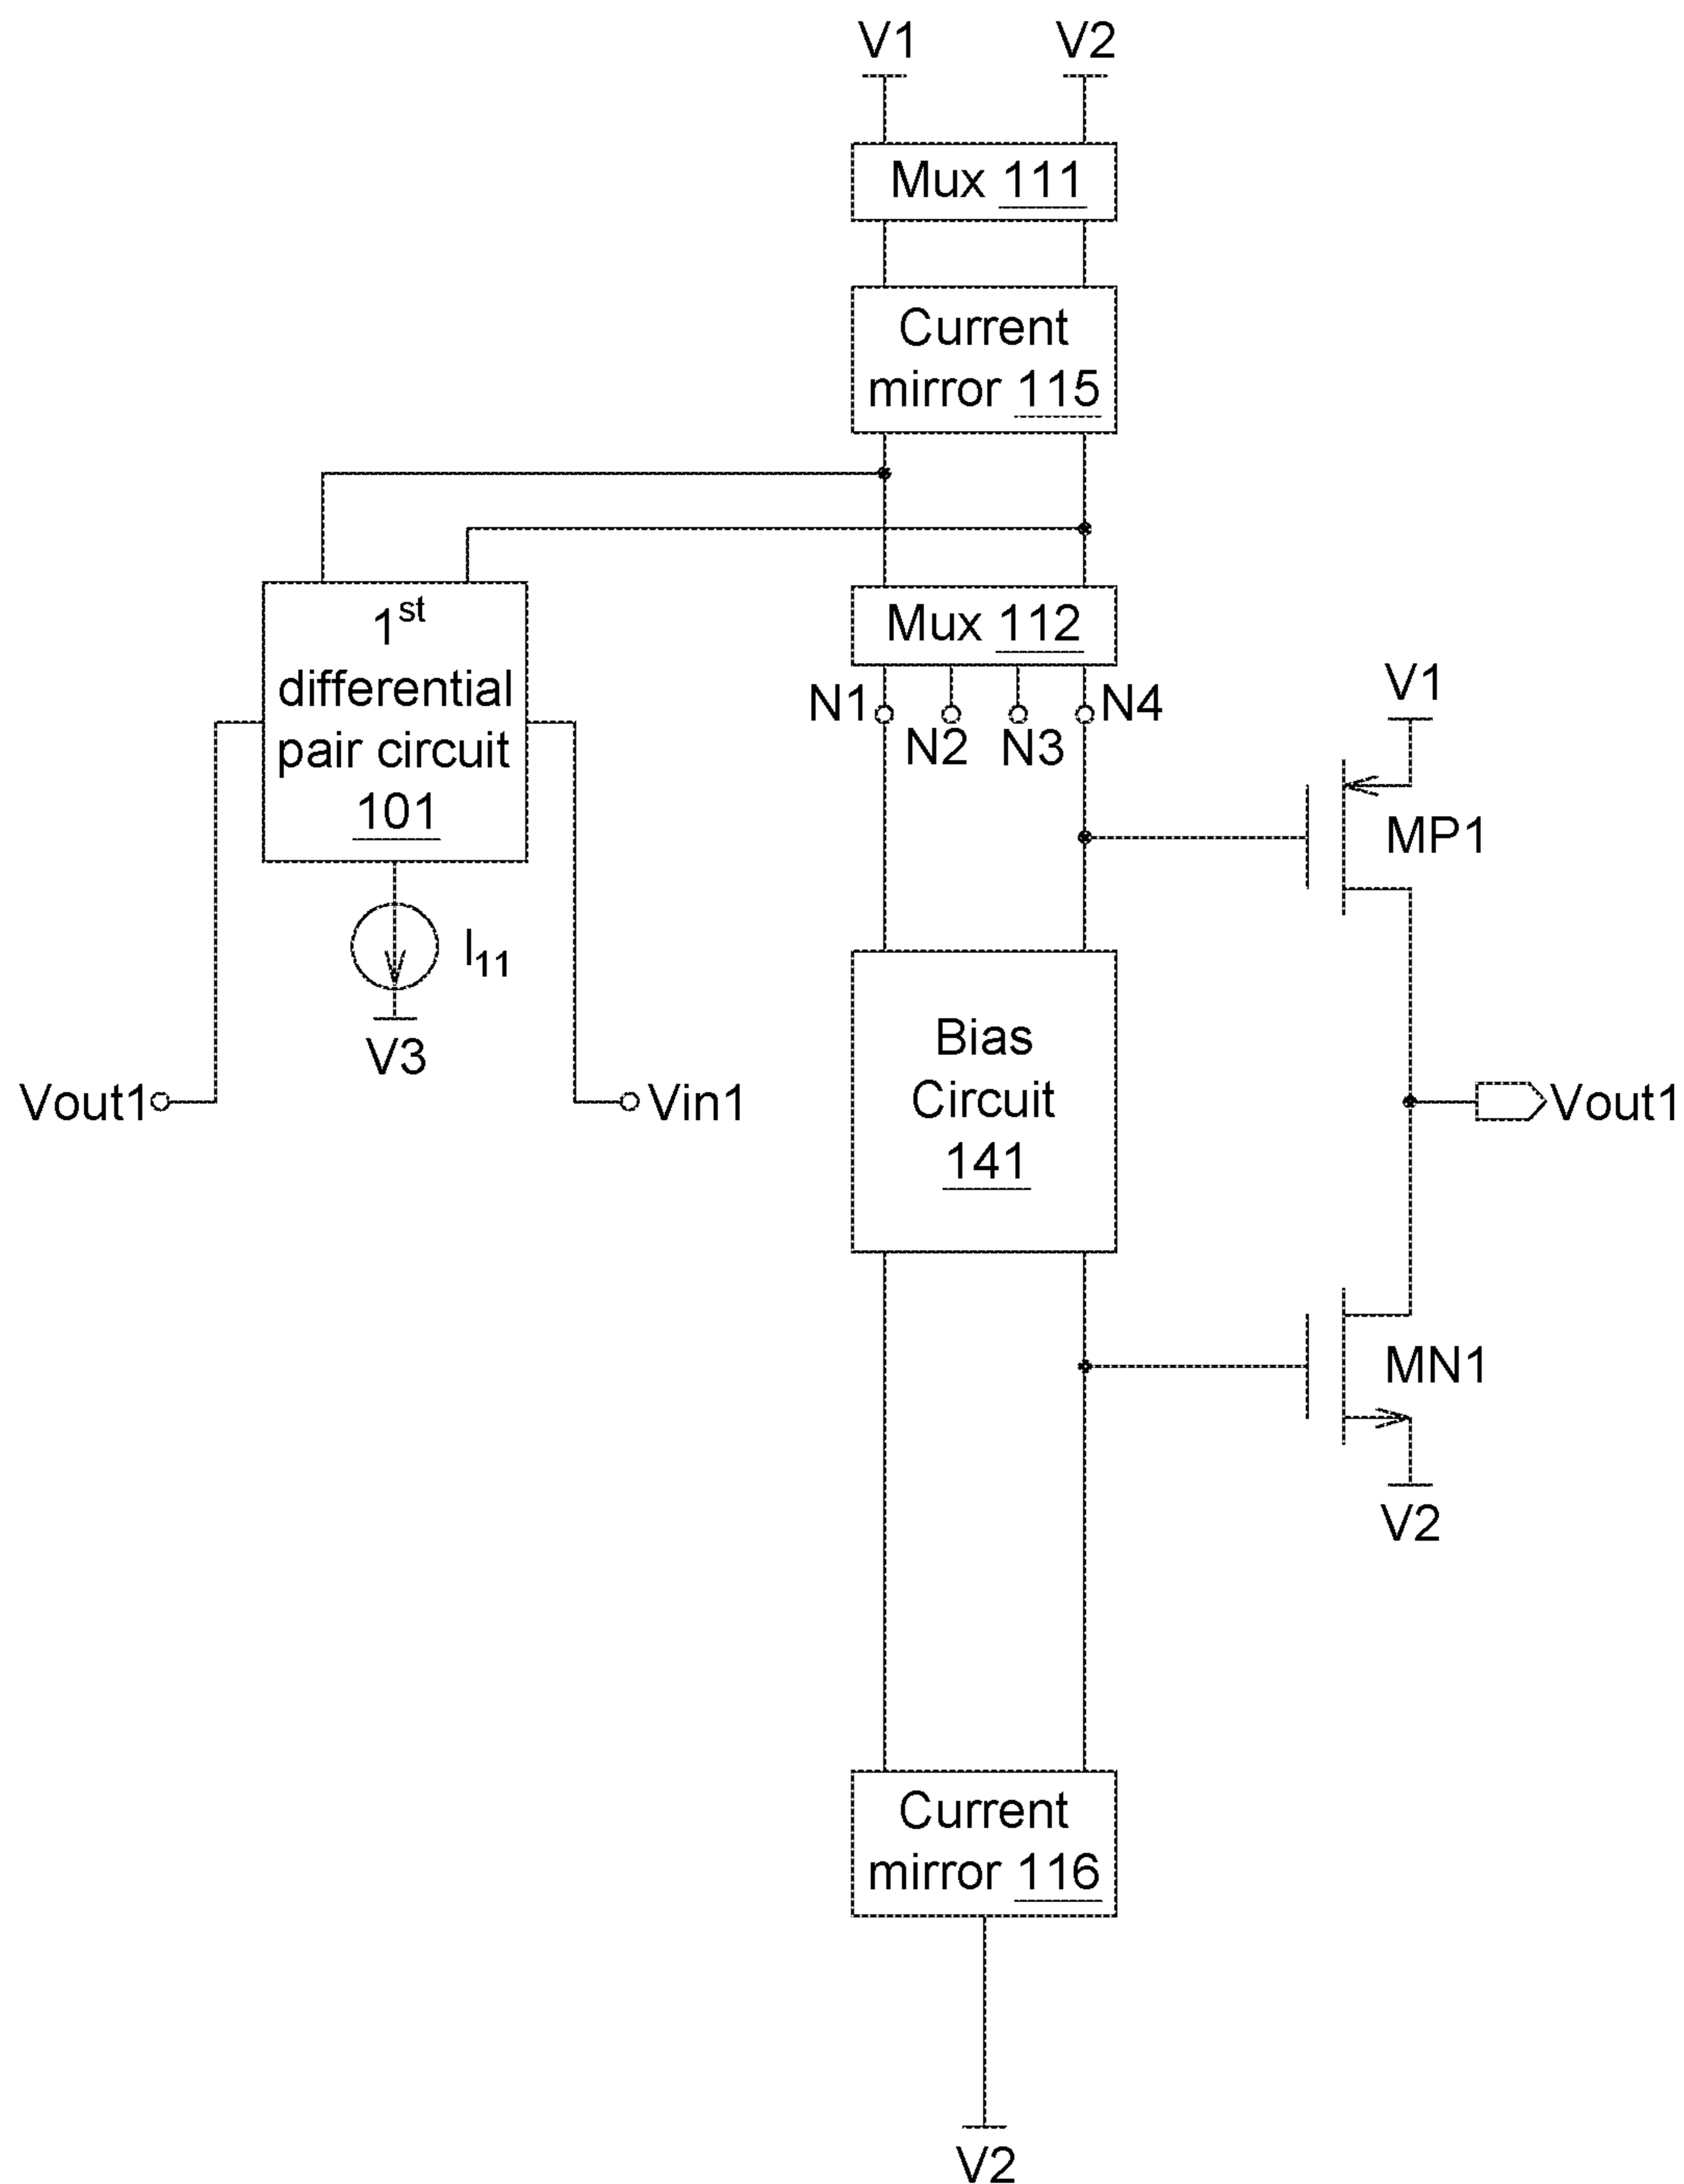 V1 V2
Mux 111
Current
mirror 115
1st
differential
pair circuit
101
Mux 112
N1 N4
N2 N3
V1
MP1
I11
V3
Vout1 Vin1
Bias
Circuit
141
Vout1
MN1
V2
Current
mirror 116
V2